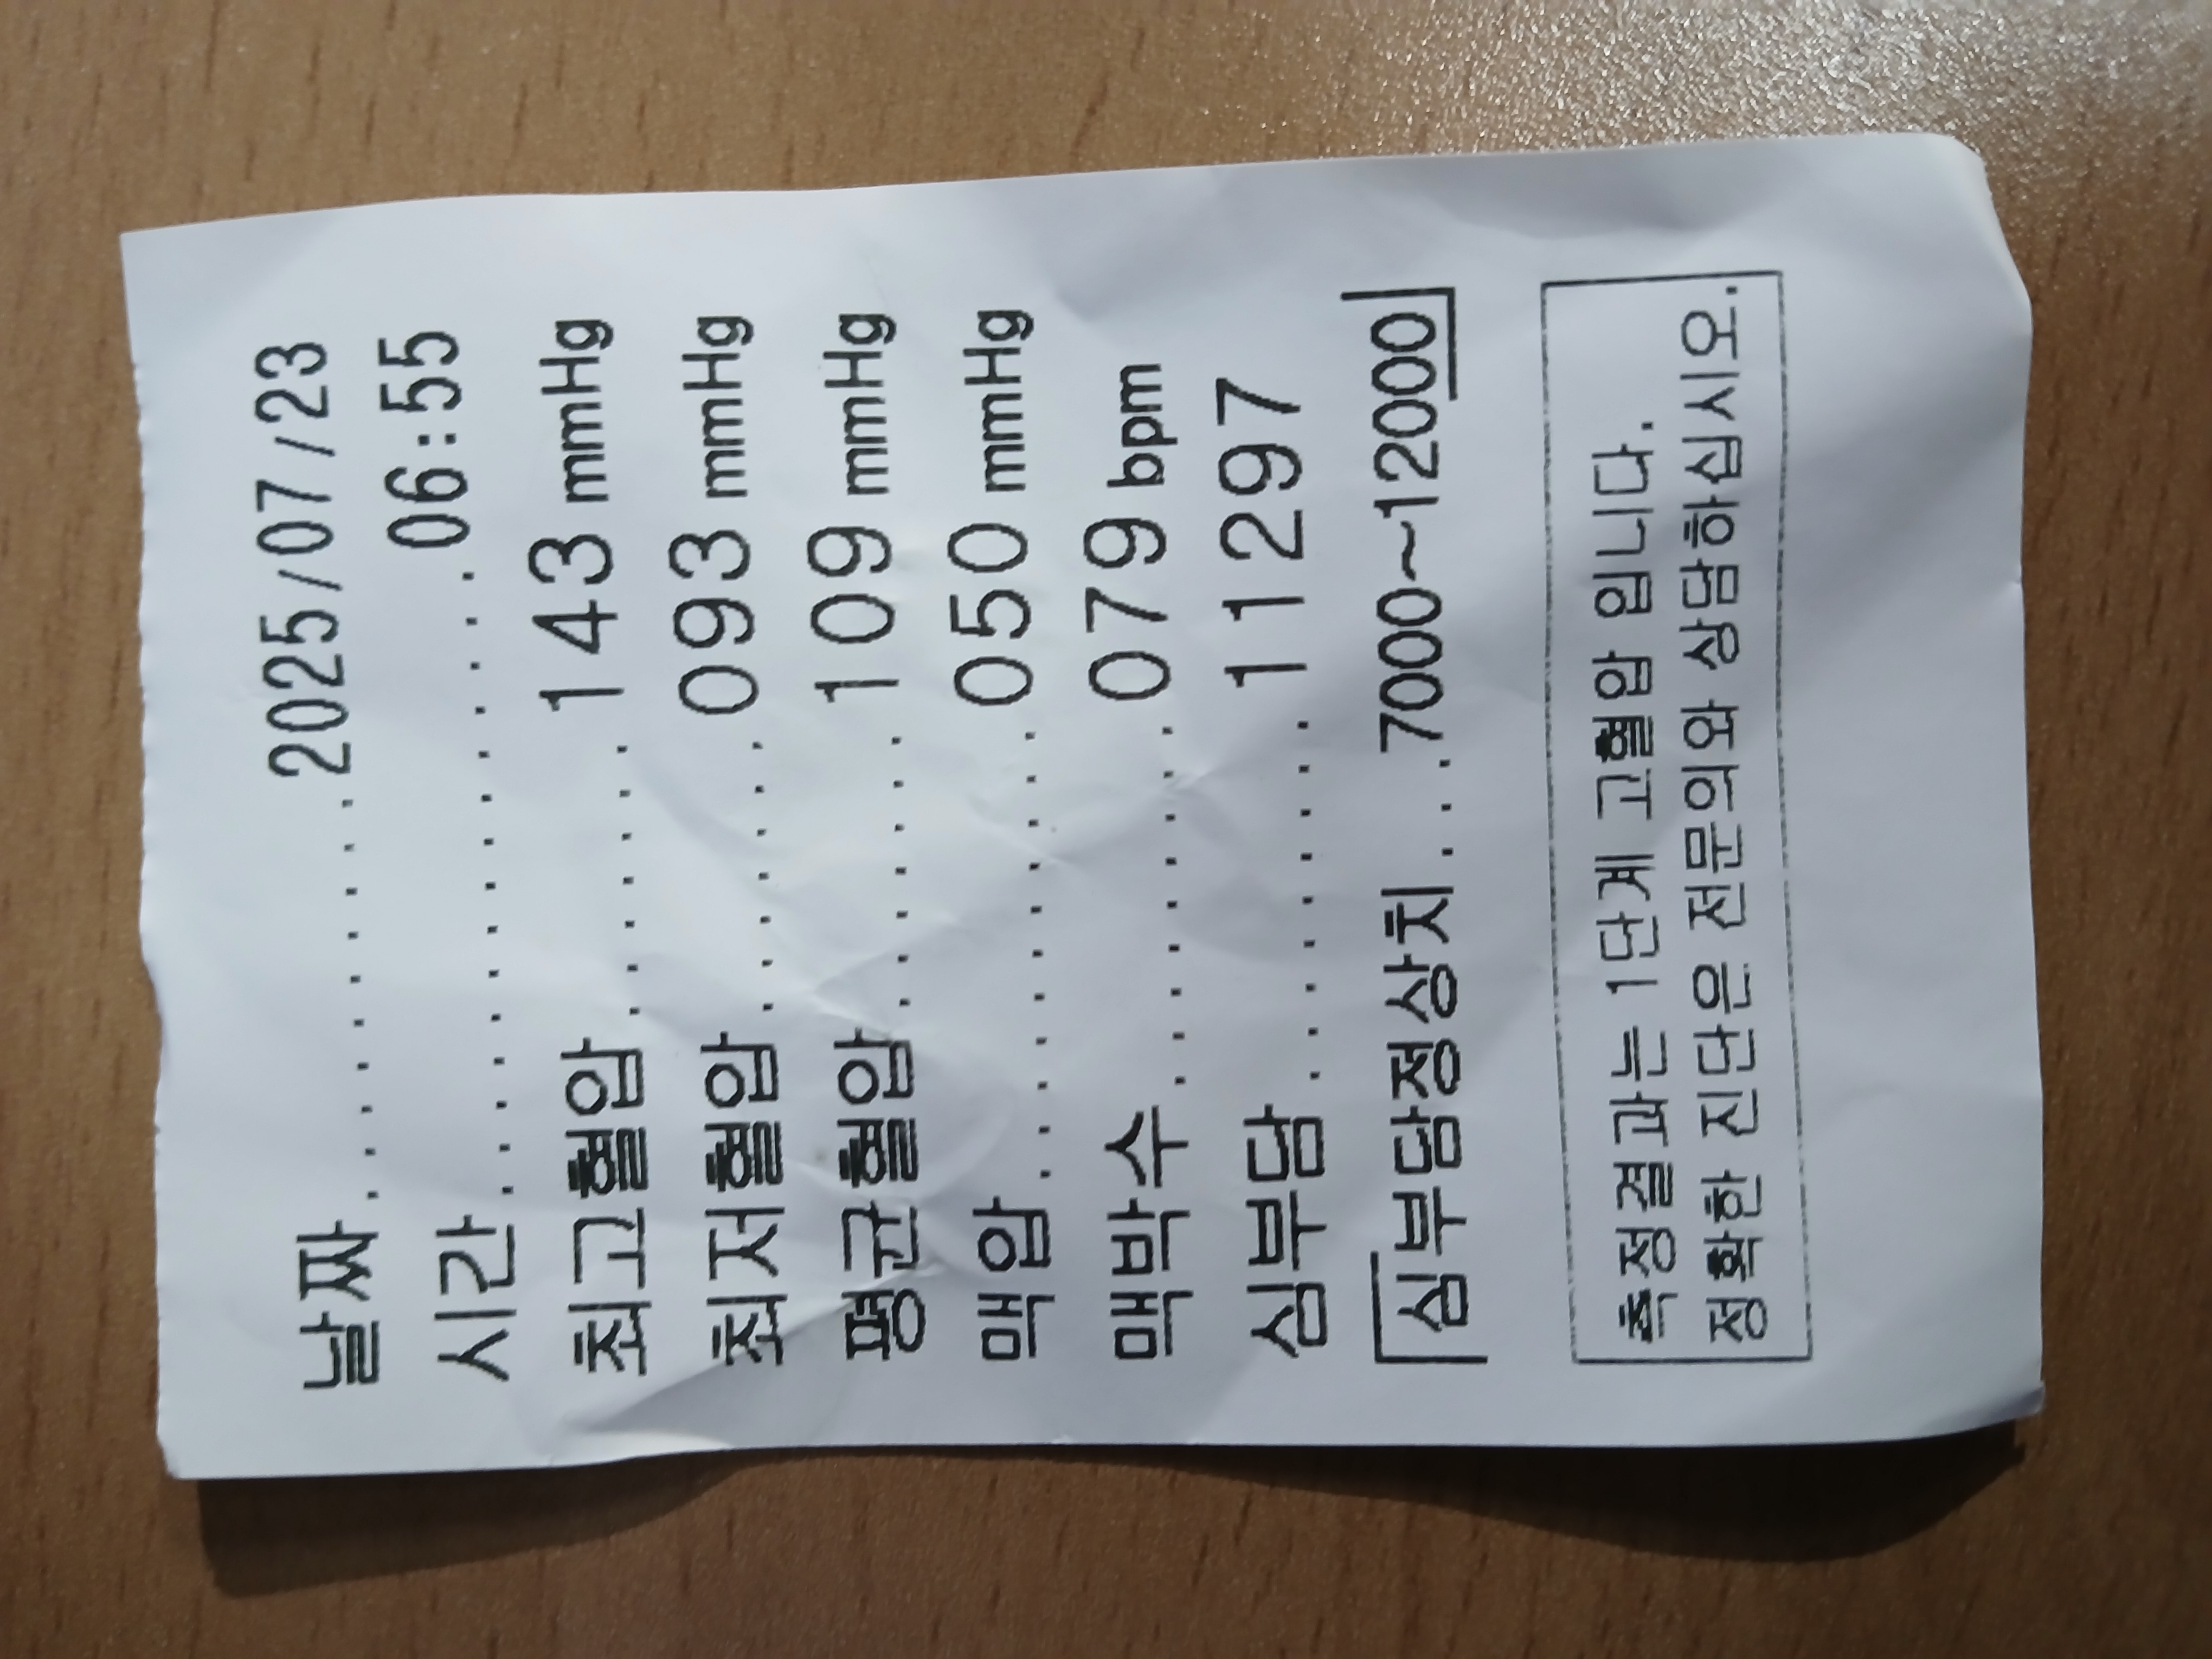 날짜.........2025/07/23
시간...............06:55
최고혈압.......143 mmHg
최저혈압.......093 mmHg
평균혈압.......109 mmHg
맥압...........050 mmHg
맥박수.........079 bpm
심부담.........11297
[심부담정상치...7000~12000]
측정결과는 1단계 고혈압 입니다.
정확한 진단은 전문의와 상담하십시오.